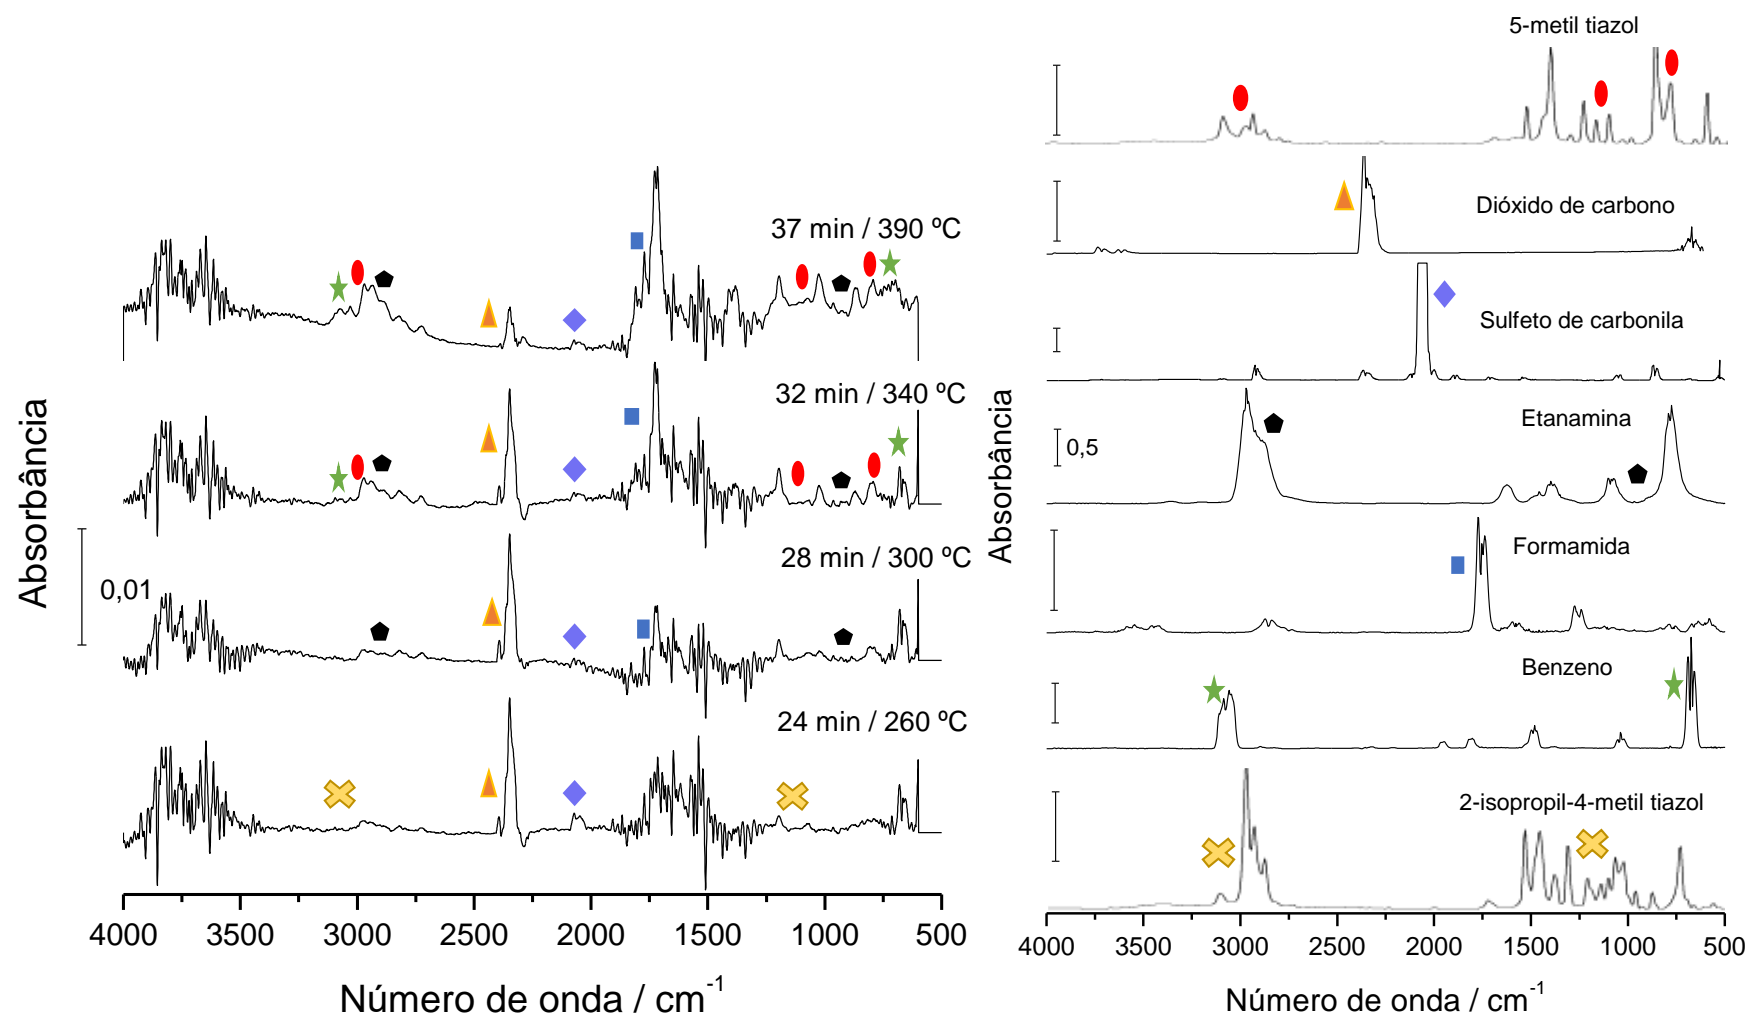 37 min / 390 ºC
32 min / 340 ºC
28 min / 300 ºC
24 min / 260 ºC
Absorbância
0,01
4000 3500 3000 2500 2000 1500 1000 500
Número de onda / cm-1
5-metil tiazol
Dióxido de carbono
Sulfeto de carbonila
Etanamina
0,5
Formamida
Benzeno
2-isopropil-4-metil tiazol
Absorbância
4000 3500 3000 2500 2000 1500 1000 500
Número de onda / cm-1